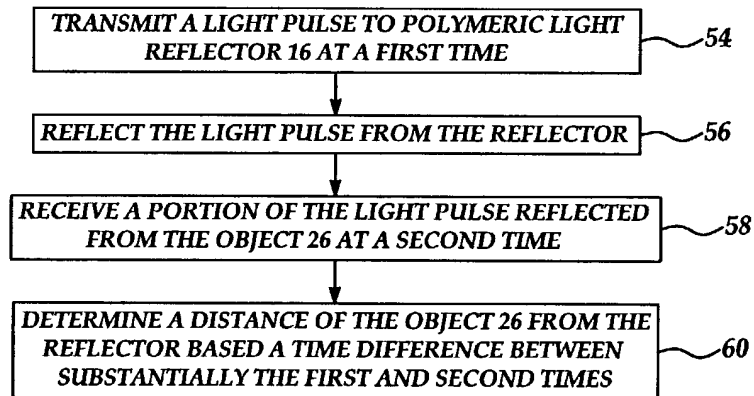 TRANSMIT A LIGHT PULSE TO POLYMERIC LIGHT
REFLECTOR 16 AT A FIRST TIME
54
REFLECT THE LIGHT PULSE FROM THE REFLECTOR
56
RECEIVE A PORTION OF THE LIGHT PULSE REFLECTED
FROM THE OBJECT 26 AT A SECOND TIME
58
DETERMINE A DISTANCE OF THE OBJECT 26 FROM THE
REFLECTOR BASED A TIME DIFFERENCE BETWEEN
SUBSTANTIALLY THE FIRST AND SECOND TIMES
60